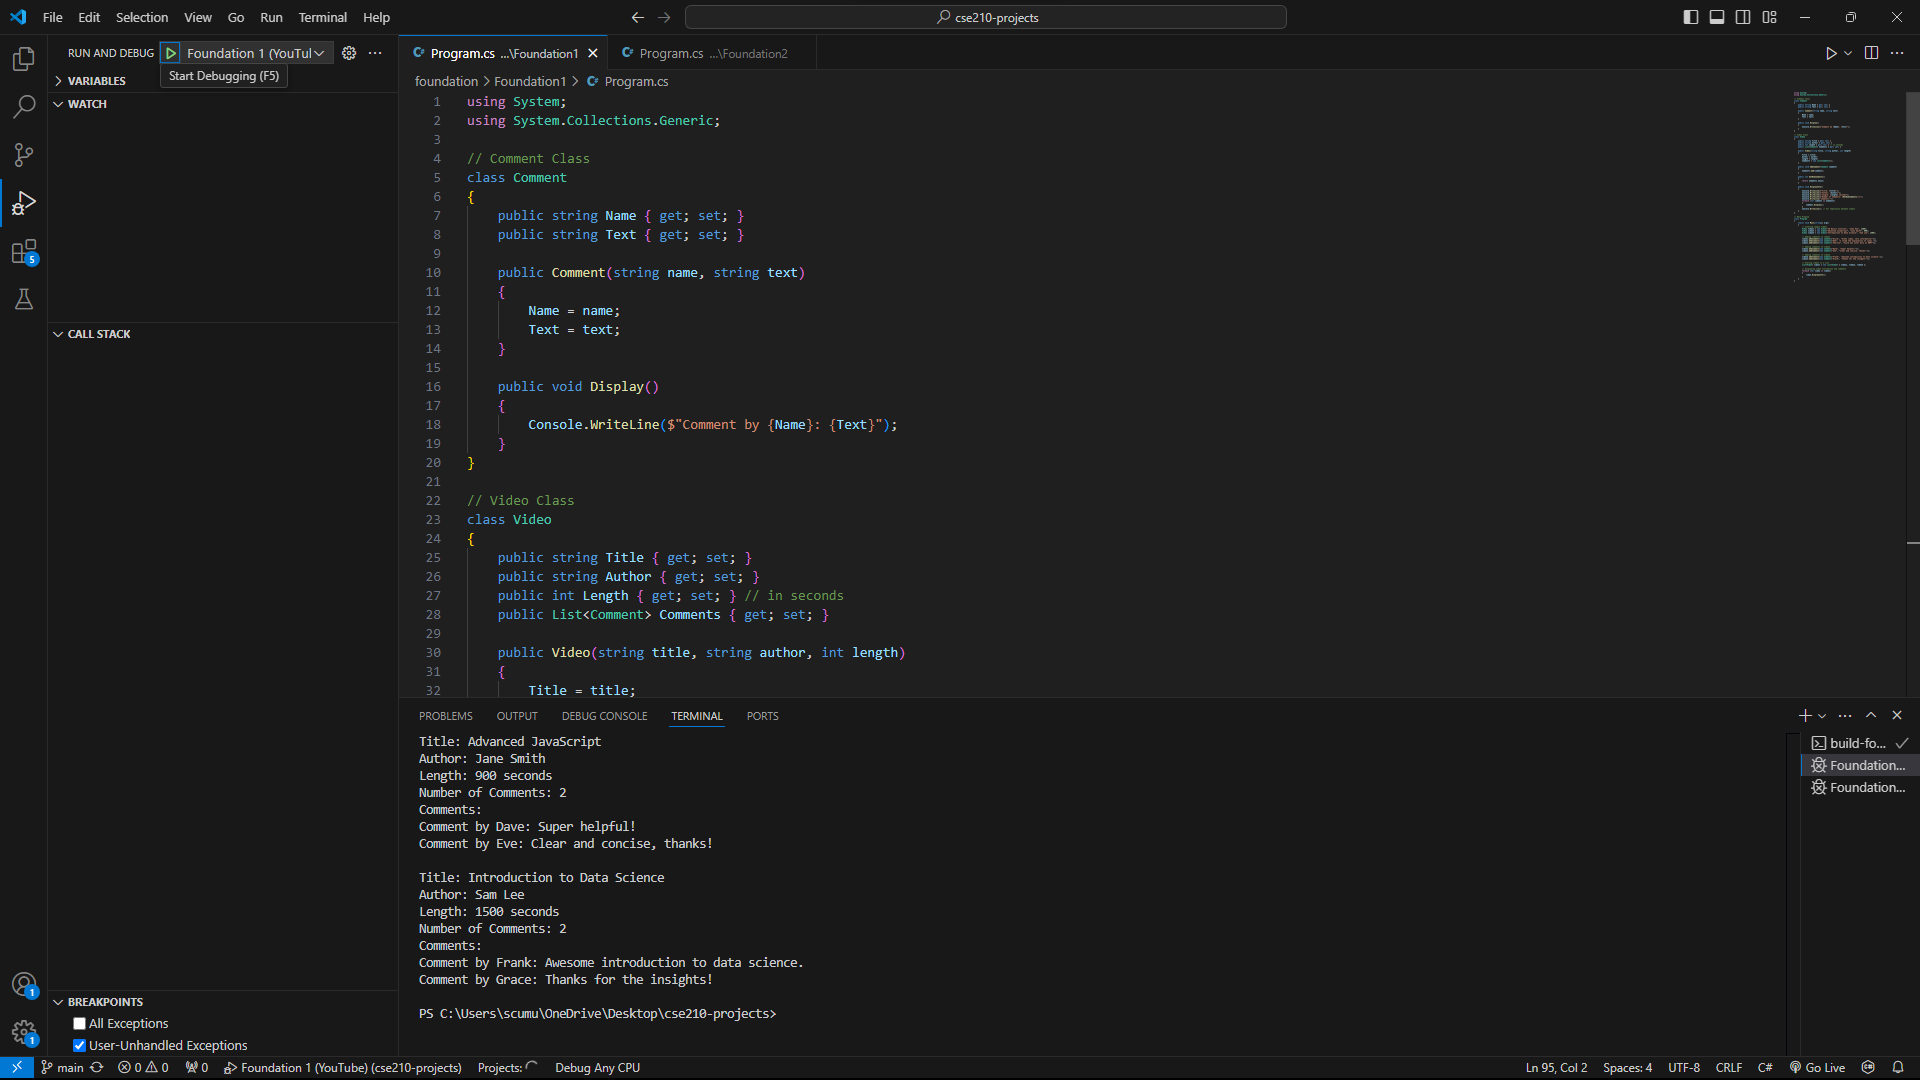 File Edit Selection View Go Run Terminal Help
cse210-projects
RUN AND DEBUG
Foundation 1 (YouTul
Start Debugging (F5)
VARIABLES
WATCH
CALL STACK
BREAKPOINTS
All Exceptions
User-Unhandled Exceptions
5
1
1
Program.cs ...\Foundation1
Program.cs ...\Foundation2
foundation > Foundation1 > Program.cs
1 using System;
2 using System.Collections.Generic;
3
4 // Comment Class
5 class Comment
6 {
7 public string Name { get; set; }
8 public string Text { get; set; }
9
10 public Comment(string name, string text)
11 {
12 Name = name;
13 Text = text;
14 }
15
16 public void Display()
17 {
18 Console.WriteLine($"Comment by {Name}: {Text}");
19 }
20 }
21
22 // Video Class
23 class Video
24 {
25 public string Title { get; set; }
26 public string Author { get; set; }
27 public int Length { get; set; } // in seconds
28 public List<Comment> Comments { get; set; }
29
30 public Video(string title, string author, int length)
31 {
32 Title = title;
PROBLEMS OUTPUT DEBUG CONSOLE TERMINAL PORTS
Title: Advanced JavaScript
Author: Jane Smith
Length: 900 seconds
Number of Comments: 2
Comments:
Comment by Dave: Super helpful!
Comment by Eve: Clear and concise, thanks!
Title: Introduction to Data Science
Author: Sam Lee
Length: 1500 seconds
Number of Comments: 2
Comments:
Comment by Frank: Awesome introduction to data science.
Comment by Grace: Thanks for the insights!
PS C:\Users\scumu\OneDrive\Desktop\cse210-projects>
build-fo...
Foundation...
Foundation...
main 0 0 0 Foundation 1 (YouTube) (cse210-projects) Projects: Debug Any CPU
Ln 95, Col 2 Spaces: 4 UTF-8 CRLF C# Go Live